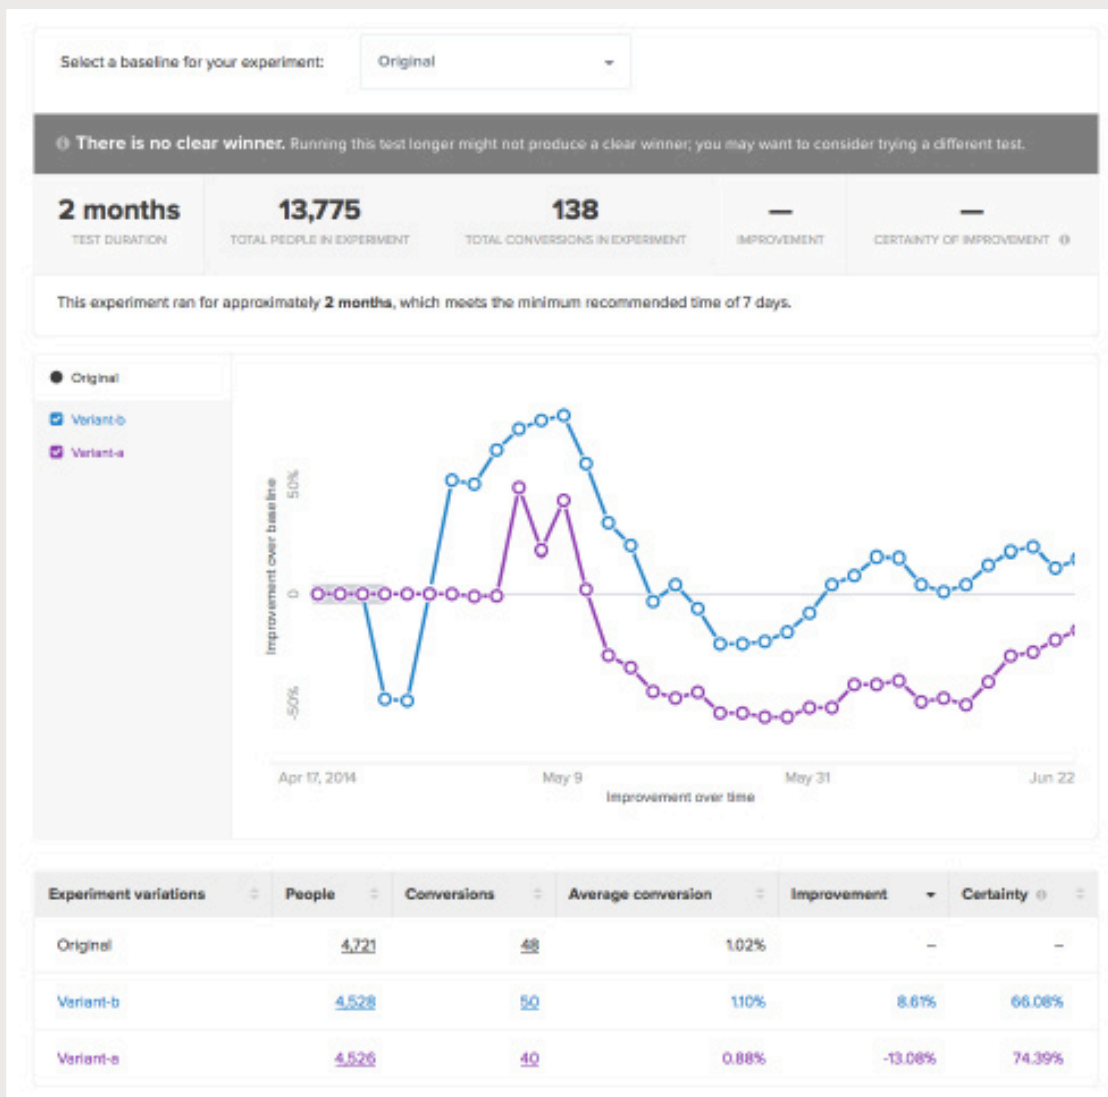 Select a baseline for your experiment: Original
There is no clear winner. Running this test longer might not produce a clear winner; you may want to consider trying a different test.
2 months 13,775 138 — —
TEST DURATION TOTAL PEOPLE IN EXPERIMENT TOTAL CONVERSIONS IN EXPERIMENT IMPROVEMENT CERTAINTY OF IMPROVEMENT
This experiment ran for approximately 2 months, which meets the minimum recommended time of 7 days.
Original
Variant-b
Variant-a
Improvement over baseline
50%
0
-50%
Apr 17, 2014 May 9 May 31 Jun 22
Improvement over time
Experiment variations People Conversions Average conversion Improvement Certainty
Original 4,721 48 1.02% – –
Variant-b 4,528 50 1.10% 8.61% 66.08%
Variant-a 4,526 40 0.88% -13.08% 74.39%